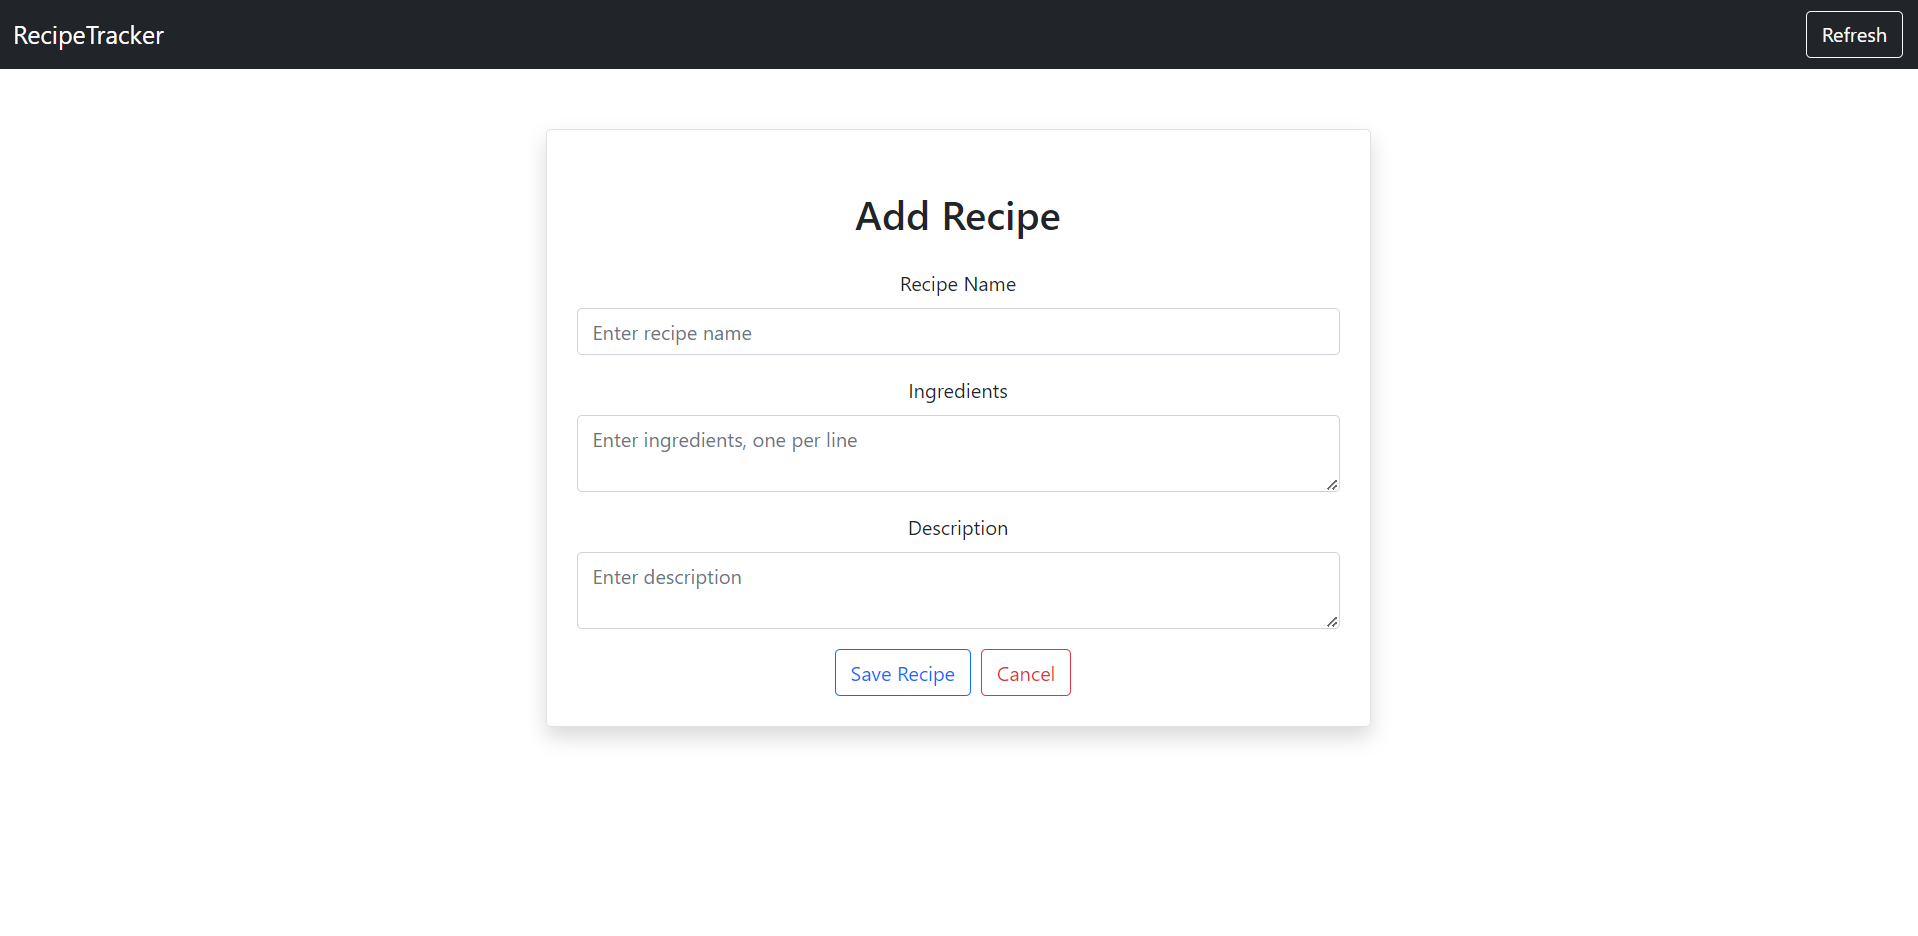 RecipeTracker
Refresh
Add Recipe
Recipe Name
Enter recipe name
Ingredients
Enter ingredients, one per line
Description
Enter description
Save Recipe
Cancel